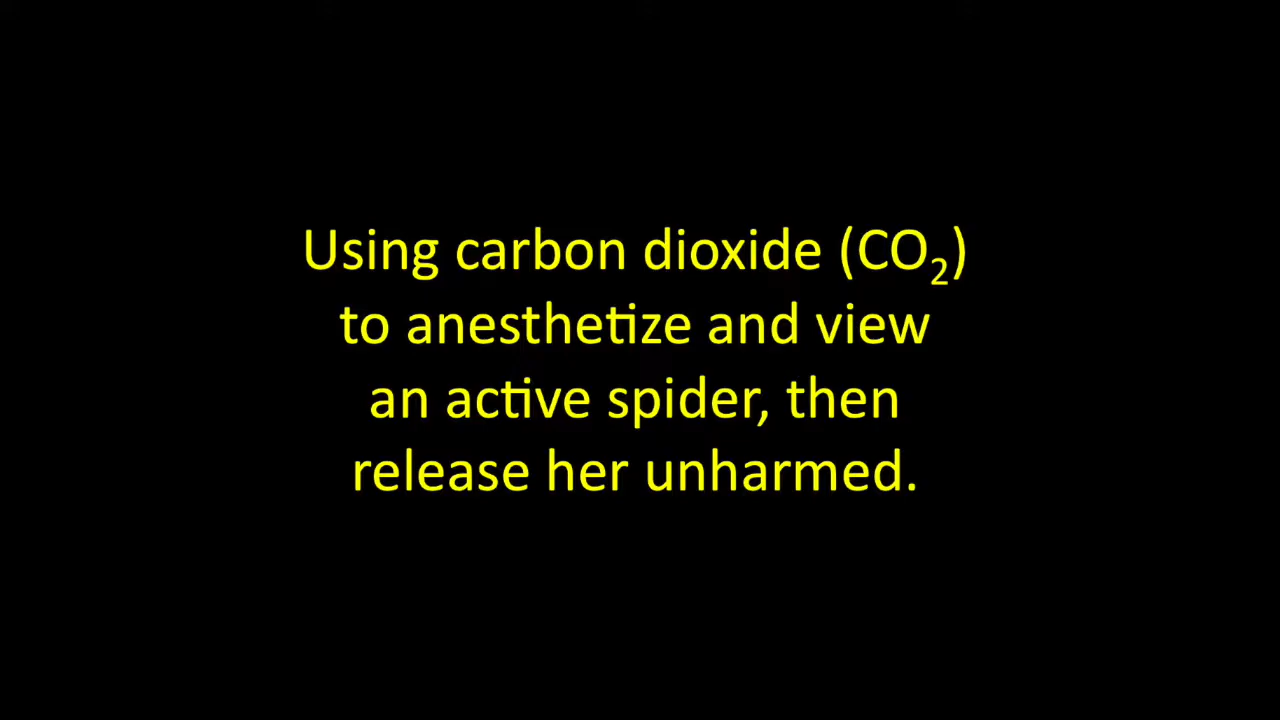 Using carbon dioxide (CO₂)
to anesthetize and view
an active spider, then
release her unharmed.